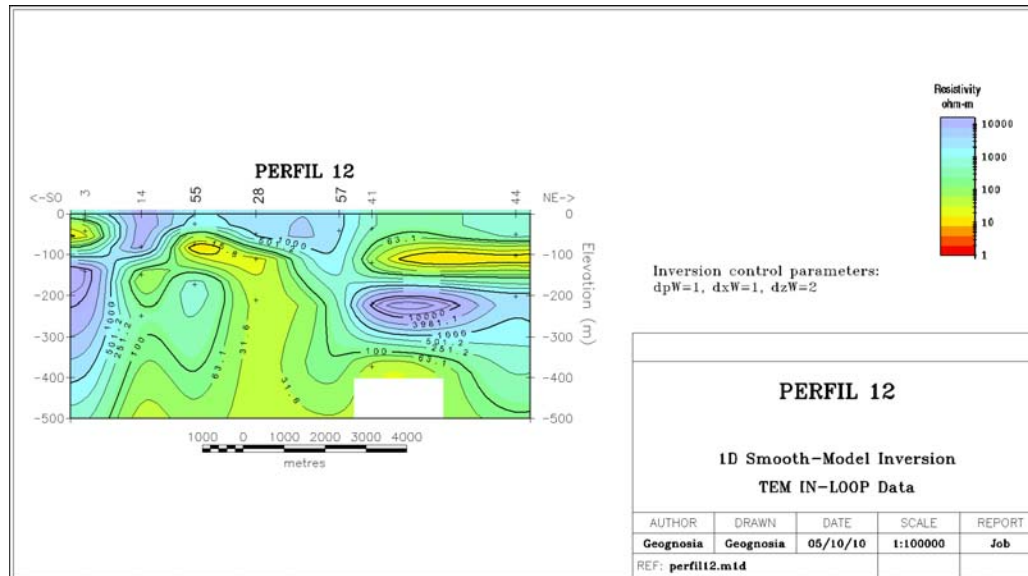 PERFIL 12
<-SO 3 14 55 28 57 41 44 NE->
0 0
-100 -100
-200 -200
-300 -300
-400 -400
-500 -500
Elevation (m)
63.1
501.2 1000
10000
3981.1
1000
501.2
251.2
100
63.1
1000
501.2
251.2
63.1
31.6
31.6
1000 0 1000 2000 3000 4000
metres
Resistivity
ohm-m
10000
1000
100
10
1
Inversion control parameters:
dpW=1, dxW=1, dzW=2
PERFIL 12
1D Smooth-Model Inversion
TEM IN-LOOP Data
AUTHOR DRAWN DATE SCALE REPORT
Geognosia Geognosia 05/10/10 1:100000 Job
REF: perfil12.m1d